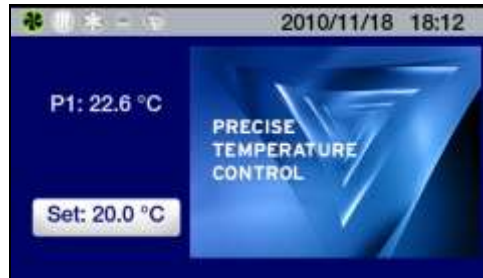 2010/11/18 18:12
P1: 22.6 °C
PRECISE
TEMPERATURE
CONTROL
Set: 20.0 °C